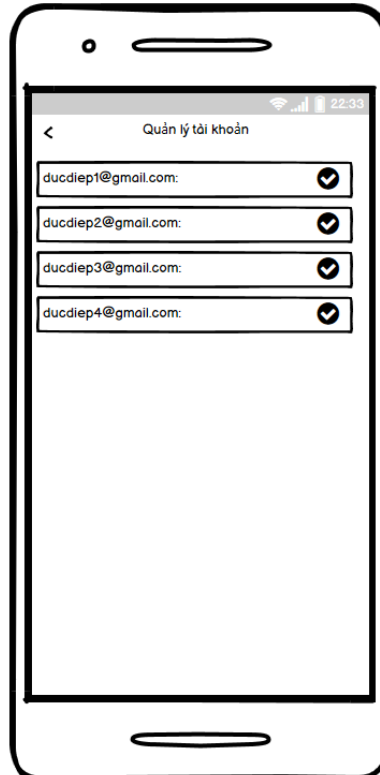 22:33
Quản lý tài khoản
ducdiep1@gmail.com:
ducdiep2@gmail.com:
ducdiep3@gmail.com:
ducdiep4@gmail.com: